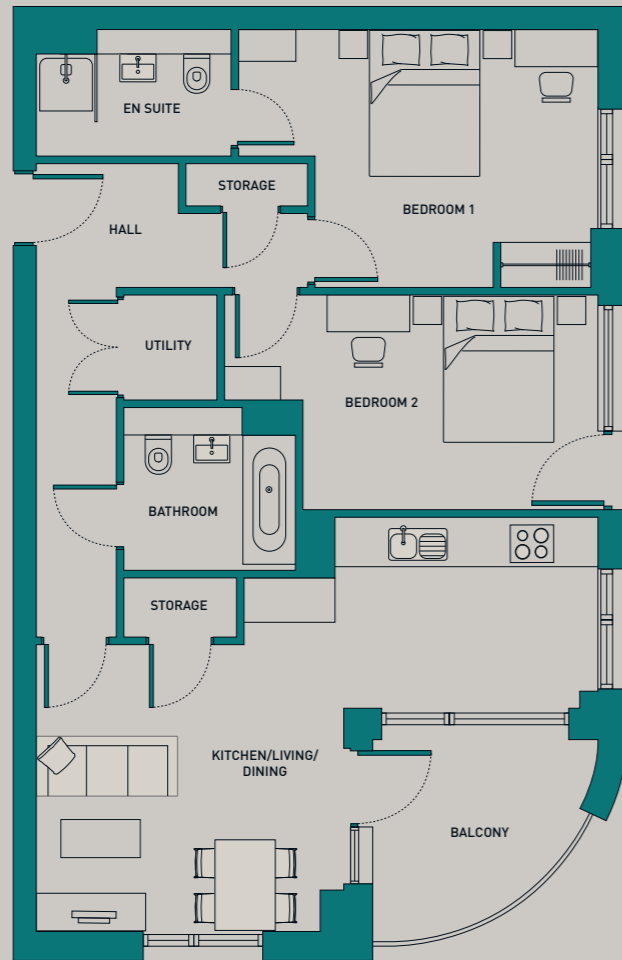 EN SUITE
STORAGE
BEDROOM 1
HALL
UTILITY
BEDROOM 2
BATHROOM
STORAGE
KITCHEN/LIVING/
DINING
BALCONY